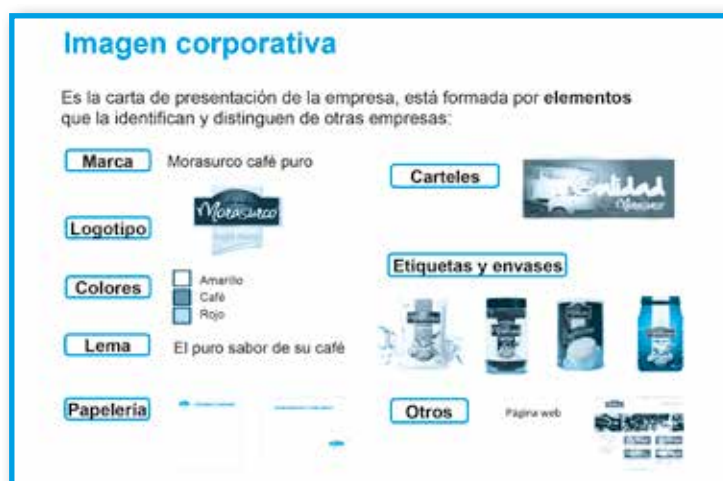 Imagen corporativa
Es la carta de presentación de la empresa, está formada por elementos
que la identifican y distinguen de otras empresas:
Marca
Morasurco café puro
Logotipo
Morasurco
Colores
Amarillo
Café
Rojo
Lema
El puro sabor de su café
Papelería
Carteles
Morasurco
Etiquetas y envases
Otros
Página web